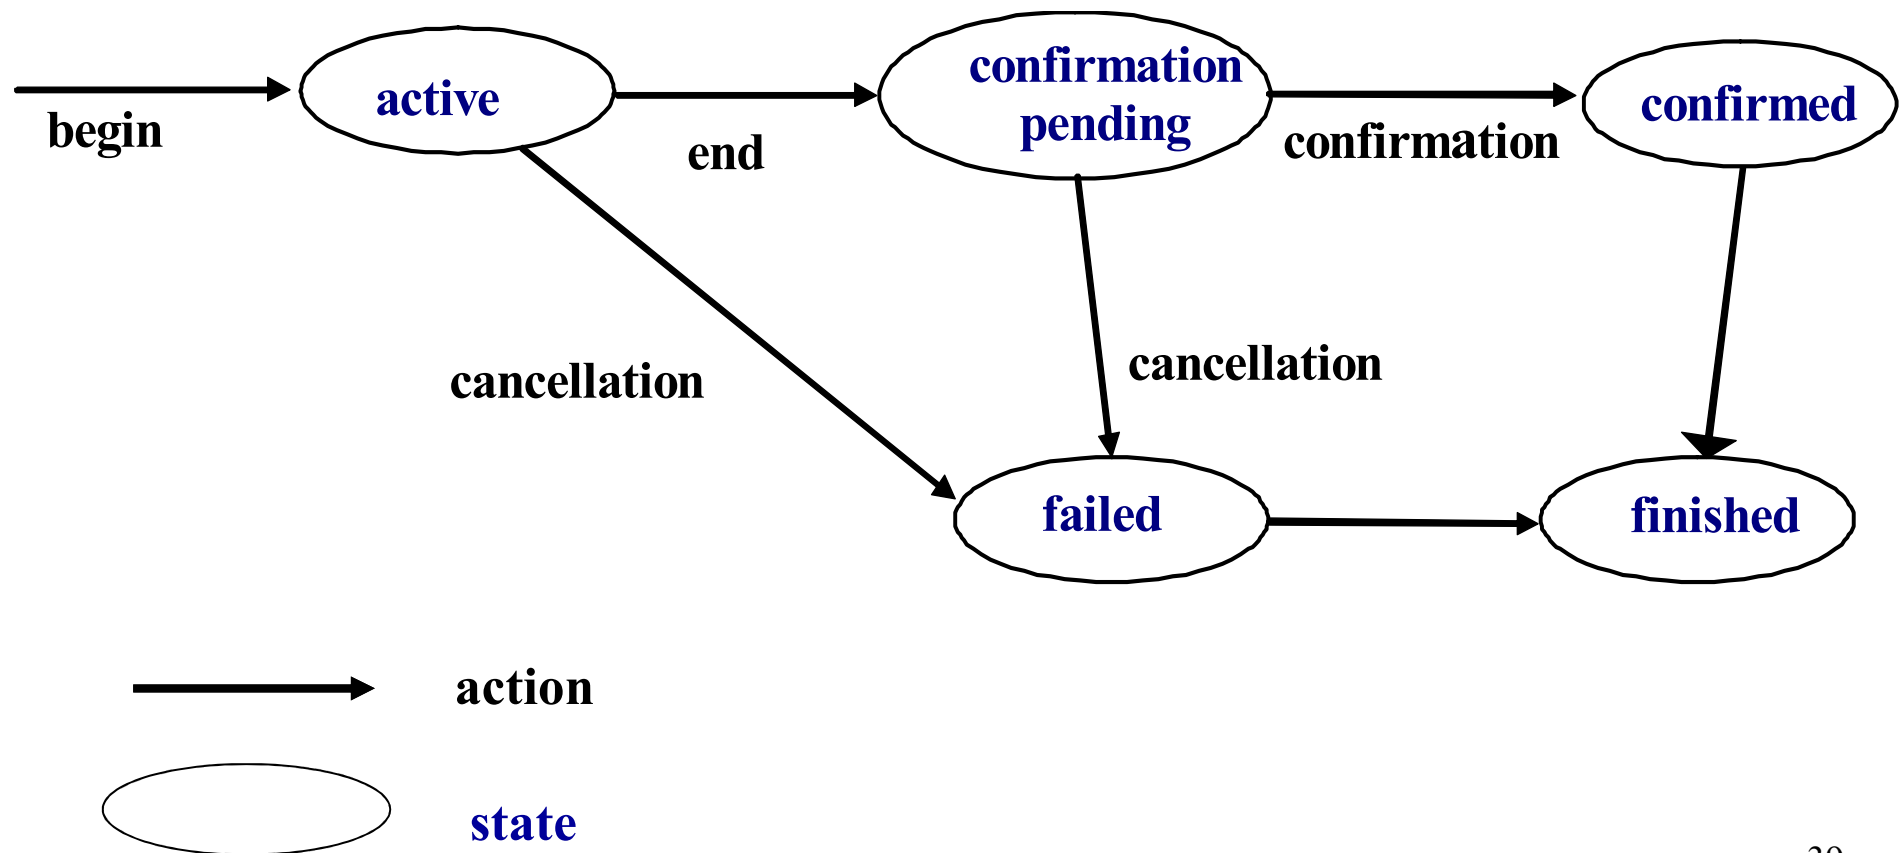 begin
active
end
confirmation
pending
confirmation
confirmed
cancellation
cancellation
failed
finished
action
state